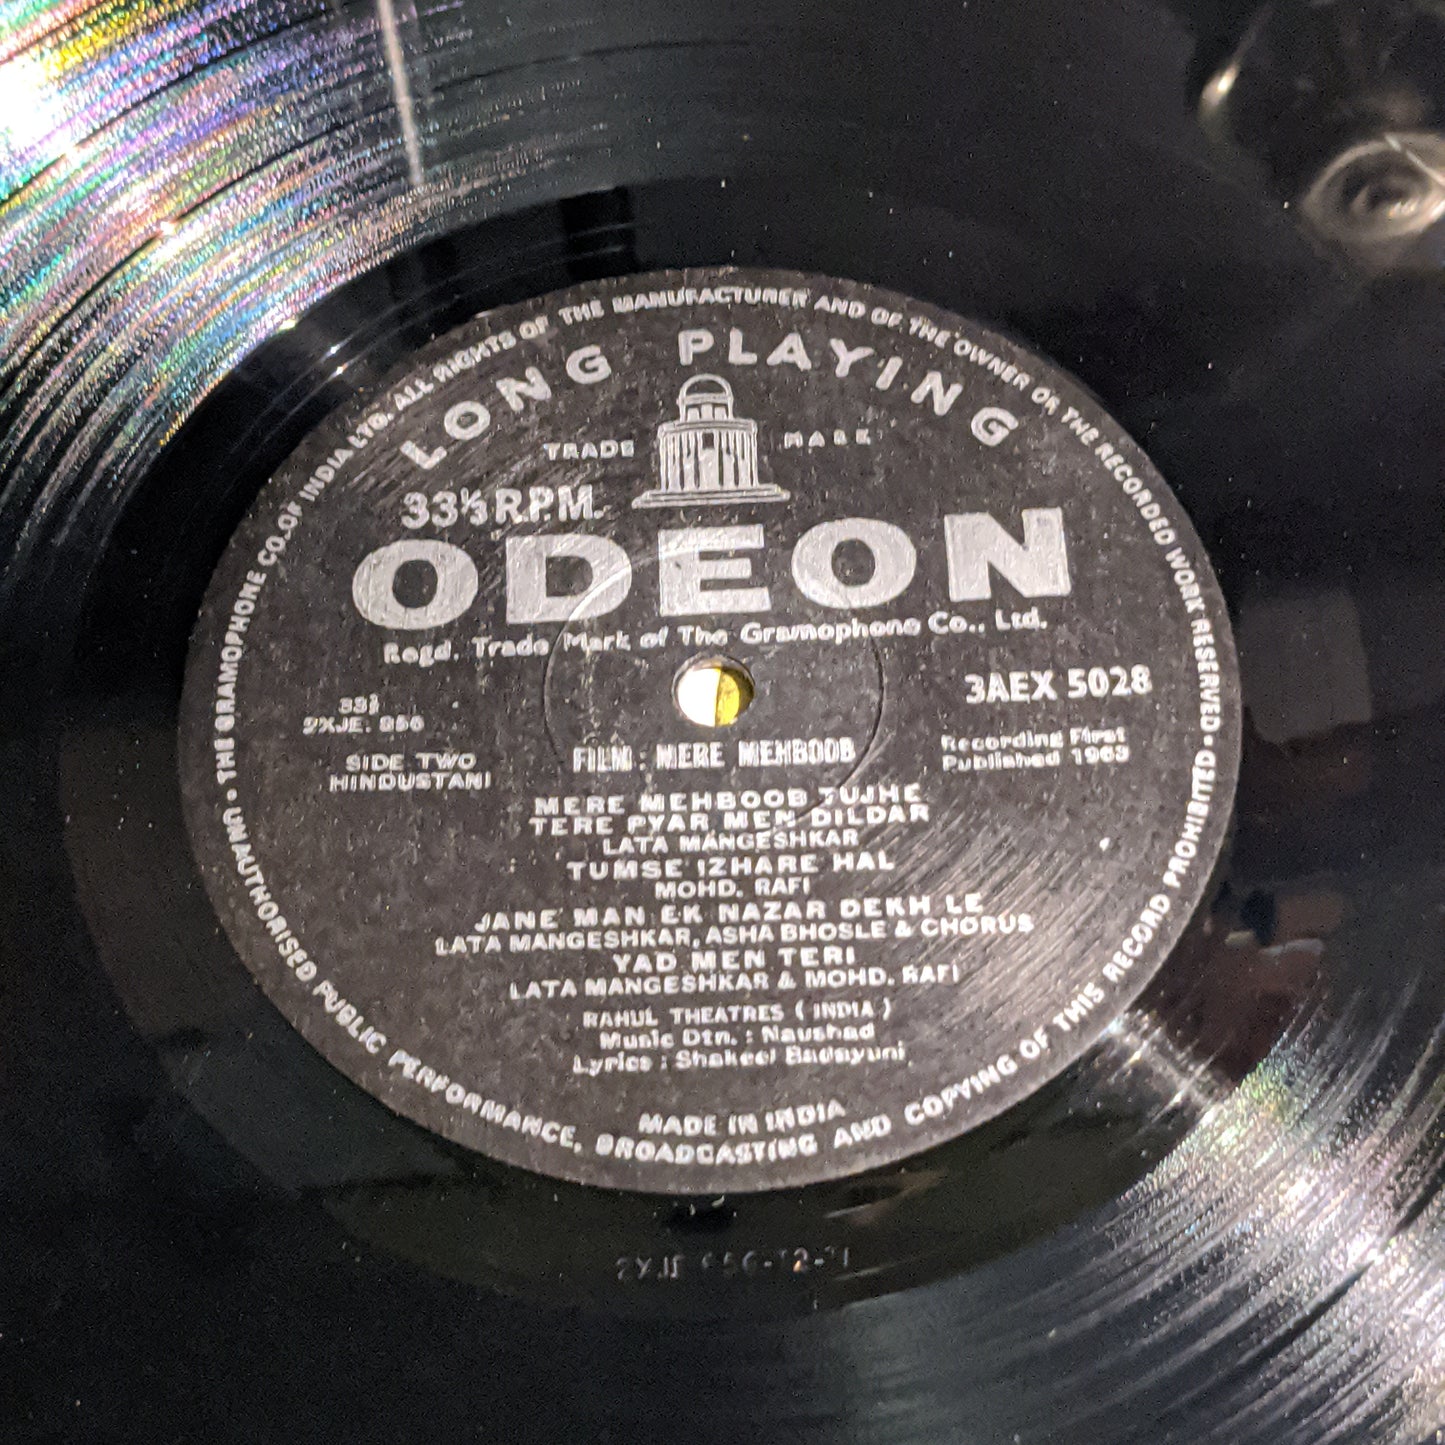 THE GRAMOPHONE CO. OF INDIA LTD. ALL RIGHTS OF THE MANUFACTURER AND OF THE OWNER OR THE RECORDED WORK RESERVED • UNAUTHORISED PUBLIC PERFORMANCE, BROADCASTING AND COPYING OF THIS RECORD PROHIBITED •
LONG PLAYING
TRADE MARK
33⅓ R.P.M.
ODEON
Regd. Trade Mark of The Gramophone Co., Ltd.
3AEX 5028
33⅓
2XJE. 656
SIDE TWO
HINDUSTANI
Recording First
Published 1963
FILM : MERE MEHBOOB
MERE MEHBOOB TUJHE
TERE PYAR MEN DILDAR
LATA MANGESHKAR
TUMSE IZHARE HAL
MOHD. RAFI
JANE MAN EK NAZAR DEKH LE
LATA MANGESHKAR, ASHA BHOSLE & CHORUS
YAD MEN TERI
LATA MANGESHKAR & MOHD. RAFI
RAHUL THEATRES (INDIA)
Music Dtn. : Naushad
Lyrics : Shakeel Badayuni
MADE IN INDIA